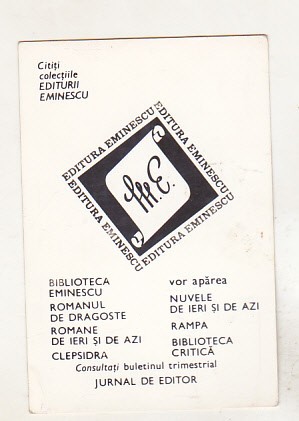 Citiți
colecțiile
EDITURII
EMINESCU
EDITURA EMINESCU
EDITURA EMINESCU
EDITURA EMINESCU
EDITURA EMINESCU
M.E.
BIBLIOTECA
EMINESCU
ROMANUL
DE DRAGOSTE
ROMANE
DE IERI ȘI DE AZI
CLEPSIDRA
vor apărea
NUVELE
DE IERI ȘI DE AZI
RAMPA
BIBLIOTECA
CRITICĂ
Consultați buletinul trimestrial
JURNAL DE EDITOR